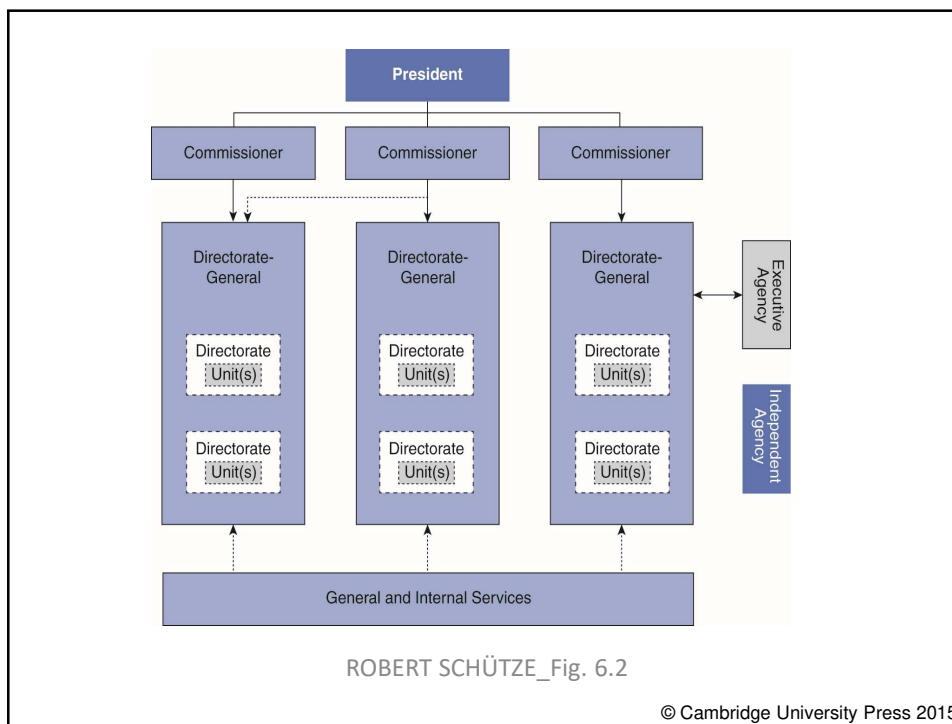 President
Commissioner
Commissioner
Commissioner
Directorate-
General
Directorate-
General
Directorate-
General
Executive
Agency
Directorate
Unit(s)
Directorate
Unit(s)
Directorate
Unit(s)
Independent
Agency
Directorate
Unit(s)
Directorate
Unit(s)
Directorate
Unit(s)
General and Internal Services
ROBERT SCHÜTZE_Fig. 6.2
© Cambridge University Press 2015